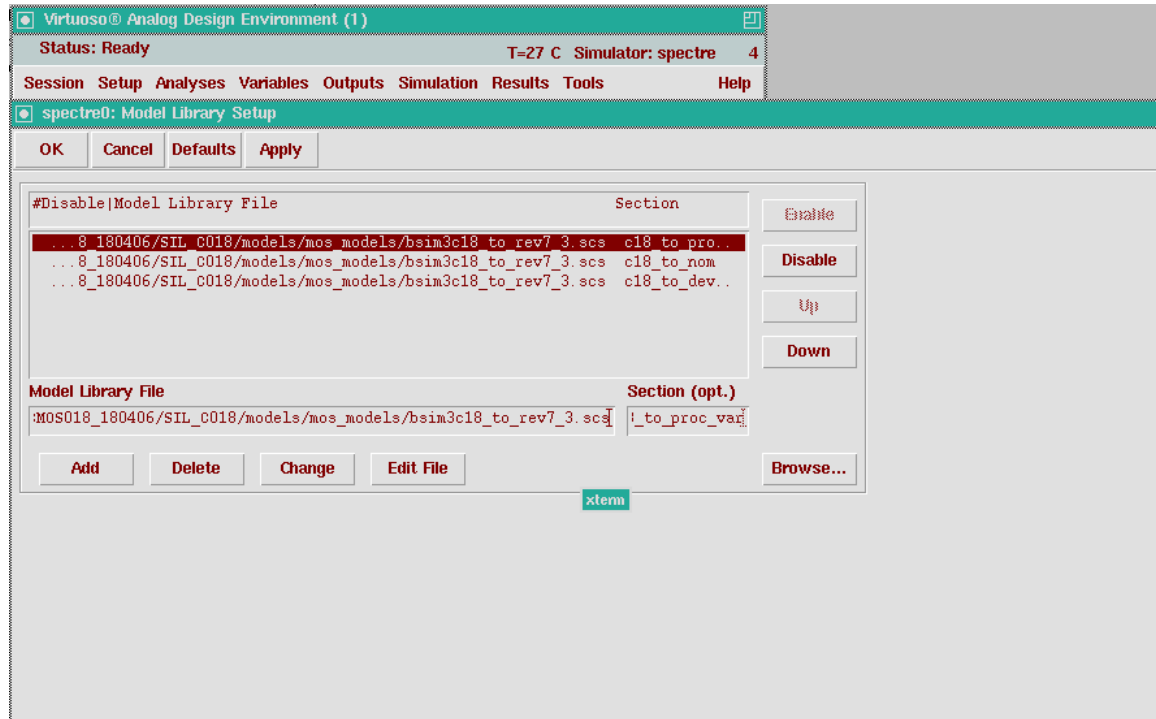 Virtuoso® Analog Design Environment (1)
Status: Ready T=27 C Simulator: spectre 4
Session Setup Analyses Variables Outputs Simulation Results Tools Help
spectre0: Model Library Setup
OK Cancel Defaults Apply
#Disable|Model Library File Section
Enable
...8_180406/SIL_C018/models/mos_models/bsim3c18_to_rev7_3.scs c18_to_pro..
...8_180406/SIL_C018/models/mos_models/bsim3c18_to_rev7_3.scs c18_to_nom
Disable
...8_180406/SIL_C018/models/mos_models/bsim3c18_to_rev7_3.scs c18_to_dev..
Up
Down
Model Library File Section (opt.)
:MOS018_180406/SIL_C018/models/mos_models/bsim3c18_to_rev7_3.scs _to_proc_var
Add Delete Change Edit File Browse...
xterm